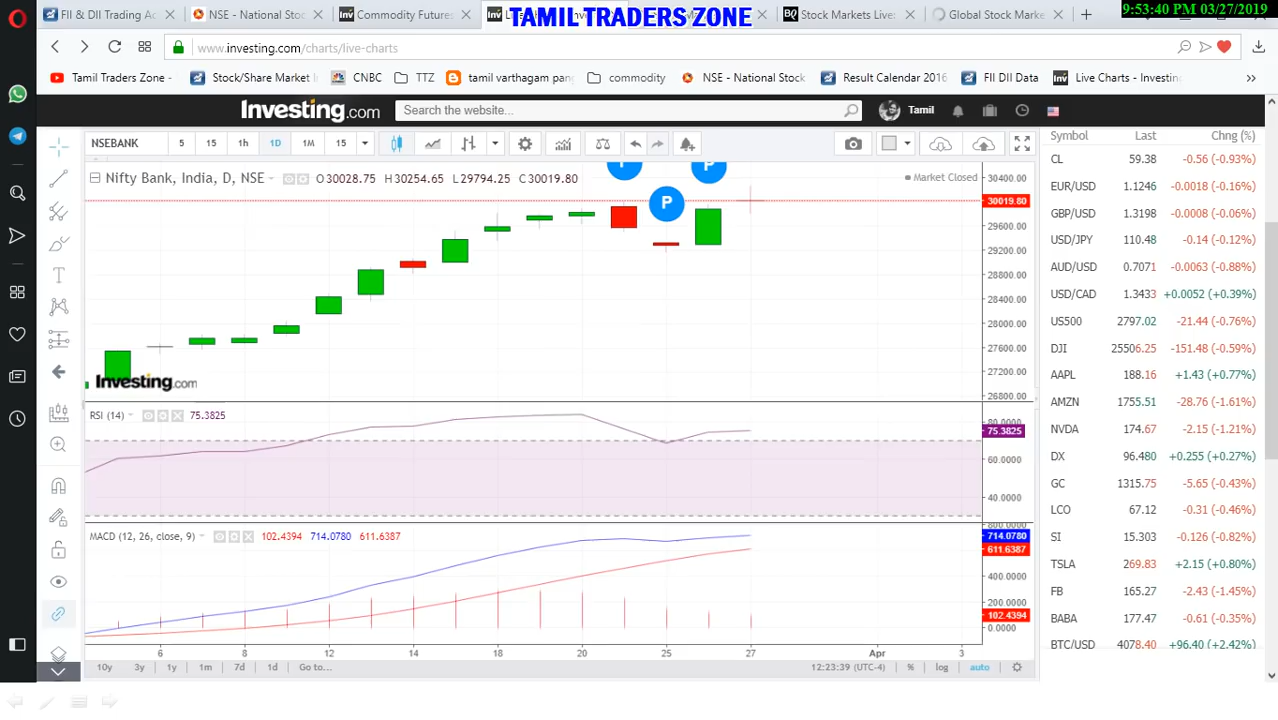 9:53:40 PM 03/27/2019
FII & DII Trading Ac
NSE - National Stoc
Commodity Futures
TAMIL TRADERS ZONE
Stock Markets Live
Global Stock Marke
www.investing.com/charts/live-charts
Tamil Traders Zone -
Stock/Share Market I
CNBC
TTZ
tamil varthagam pan
commodity
NSE - National Stock
Result Calendar 2016
FII DII Data
Live Charts - Investin
Investing.com
Search the website...
Tamil
NSEBANK 5 15 1h 1D 1M 15
Symbol Last Chng (%)
Nifty Bank, India, D, NSE O 30028.75 H 30254.65 L 29794.25 C 30019.80
Market Closed
P P P
30400.00
30019.80
29600.00
29200.00
28800.00
28400.00
28000.00
27600.00
27200.00
26800.00
Investing.com
CL 59.38 -0.56 (-0.93%)
EUR/USD 1.1246 -0.0018 (-0.16%)
GBP/USD 1.3198 -0.0008 (-0.06%)
USD/JPY 110.48 -0.14 (-0.12%)
AUD/USD 0.7071 -0.0063 (-0.88%)
USD/CAD 1.3433 +0.0052 (+0.39%)
US500 2797.02 -21.44 (-0.76%)
DJI 25506.25 -151.48 (-0.59%)
AAPL 188.16 +1.43 (+0.77%)
AMZN 1755.51 -28.76 (-1.61%)
NVDA 174.67 -2.15 (-1.21%)
DX 96.480 +0.255 (+0.27%)
GC 1315.75 -5.65 (-0.43%)
LCO 67.12 -0.31 (-0.46%)
SI 15.303 -0.126 (-0.82%)
TSLA 269.83 +2.15 (+0.80%)
FB 165.27 -2.43 (-1.45%)
BABA 177.47 -0.61 (-0.35%)
BTC/USD 4078.40 +96.40 (+2.42%)
RSI (14) 75.3825
80.0000
75.3825
60.0000
40.0000
MACD (12, 26, close, 9) 102.4394 714.0780 611.6387
800.0000
714.0780
611.6387
400.0000
200.0000
102.4394
0.0000
6 8 12 14 18 20 25 27 Apr 3
10y 3y 1y 1m 7d 1d Go to...
12:23:39 (UTC-4) % log auto